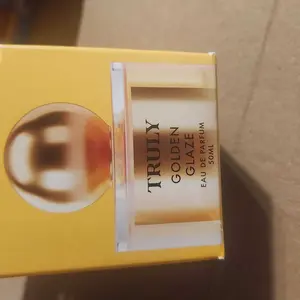 TRULY
GOLDEN
GLAZE
EAU DE PARFUM
50ML